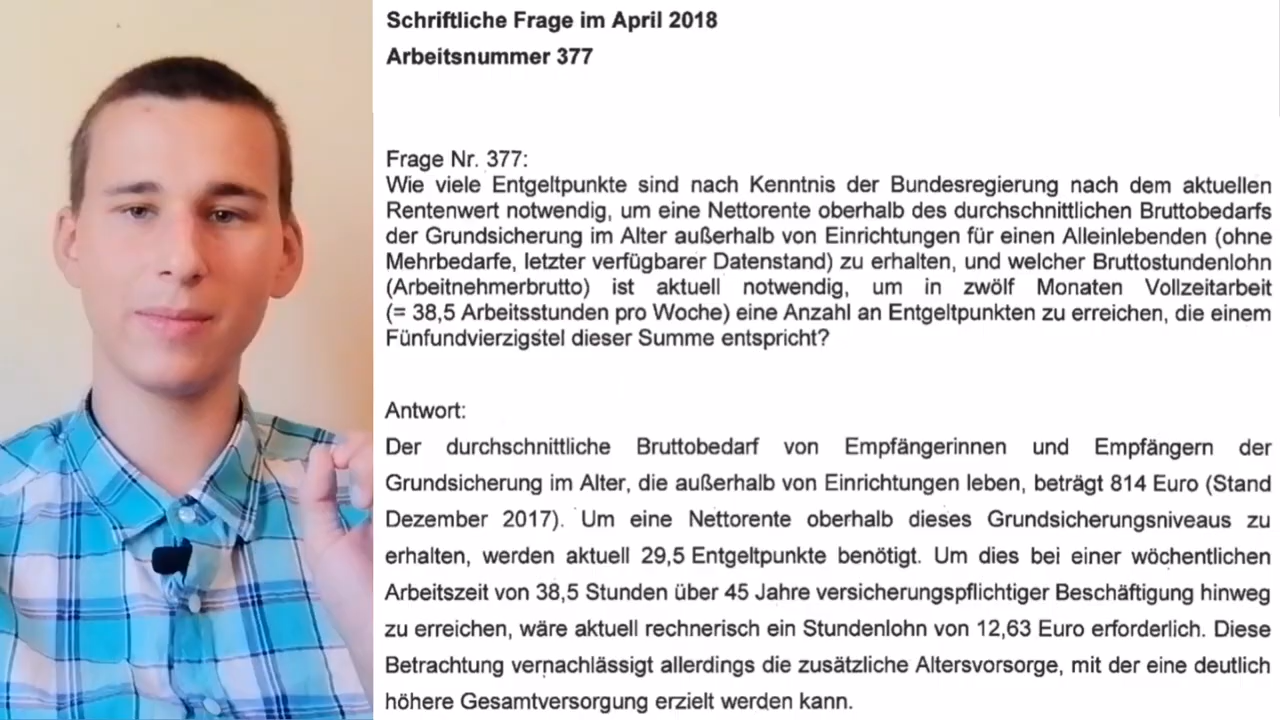 Schriftliche Frage im April 2018
Arbeitsnummer 377
Frage Nr. 377:
Wie viele Entgeltpunkte sind nach Kenntnis der Bundesregierung nach dem aktuellen
Rentenwert notwendig, um eine Nettorente oberhalb des durchschnittlichen Bruttobedarfs
der Grundsicherung im Alter außerhalb von Einrichtungen für einen Alleinlebenden (ohne
Mehrbedarfe, letzter verfügbarer Datenstand) zu erhalten, und welcher Bruttostundenlohn
(Arbeitnehmerbrutto) ist aktuell notwendig, um in zwölf Monaten Vollzeitarbeit
(= 38,5 Arbeitsstunden pro Woche) eine Anzahl an Entgeltpunkten zu erreichen, die einem
Fünfundvierzigstel dieser Summe entspricht?
Antwort:
Der durchschnittliche Bruttobedarf von Empfängerinnen und Empfängern der
Grundsicherung im Alter, die außerhalb von Einrichtungen leben, beträgt 814 Euro (Stand
Dezember 2017). Um eine Nettorente oberhalb dieses Grundsicherungsniveaus zu
erhalten, werden aktuell 29,5 Entgeltpunkte benötigt. Um dies bei einer wöchentlichen
Arbeitszeit von 38,5 Stunden über 45 Jahre versicherungspflichtiger Beschäftigung hinweg
zu erreichen, wäre aktuell rechnerisch ein Stundenlohn von 12,63 Euro erforderlich. Diese
Betrachtung vernachlässigt allerdings die zusätzliche Altersvorsorge, mit der eine deutlich
höhere Gesamtversorgung erzielt werden kann.